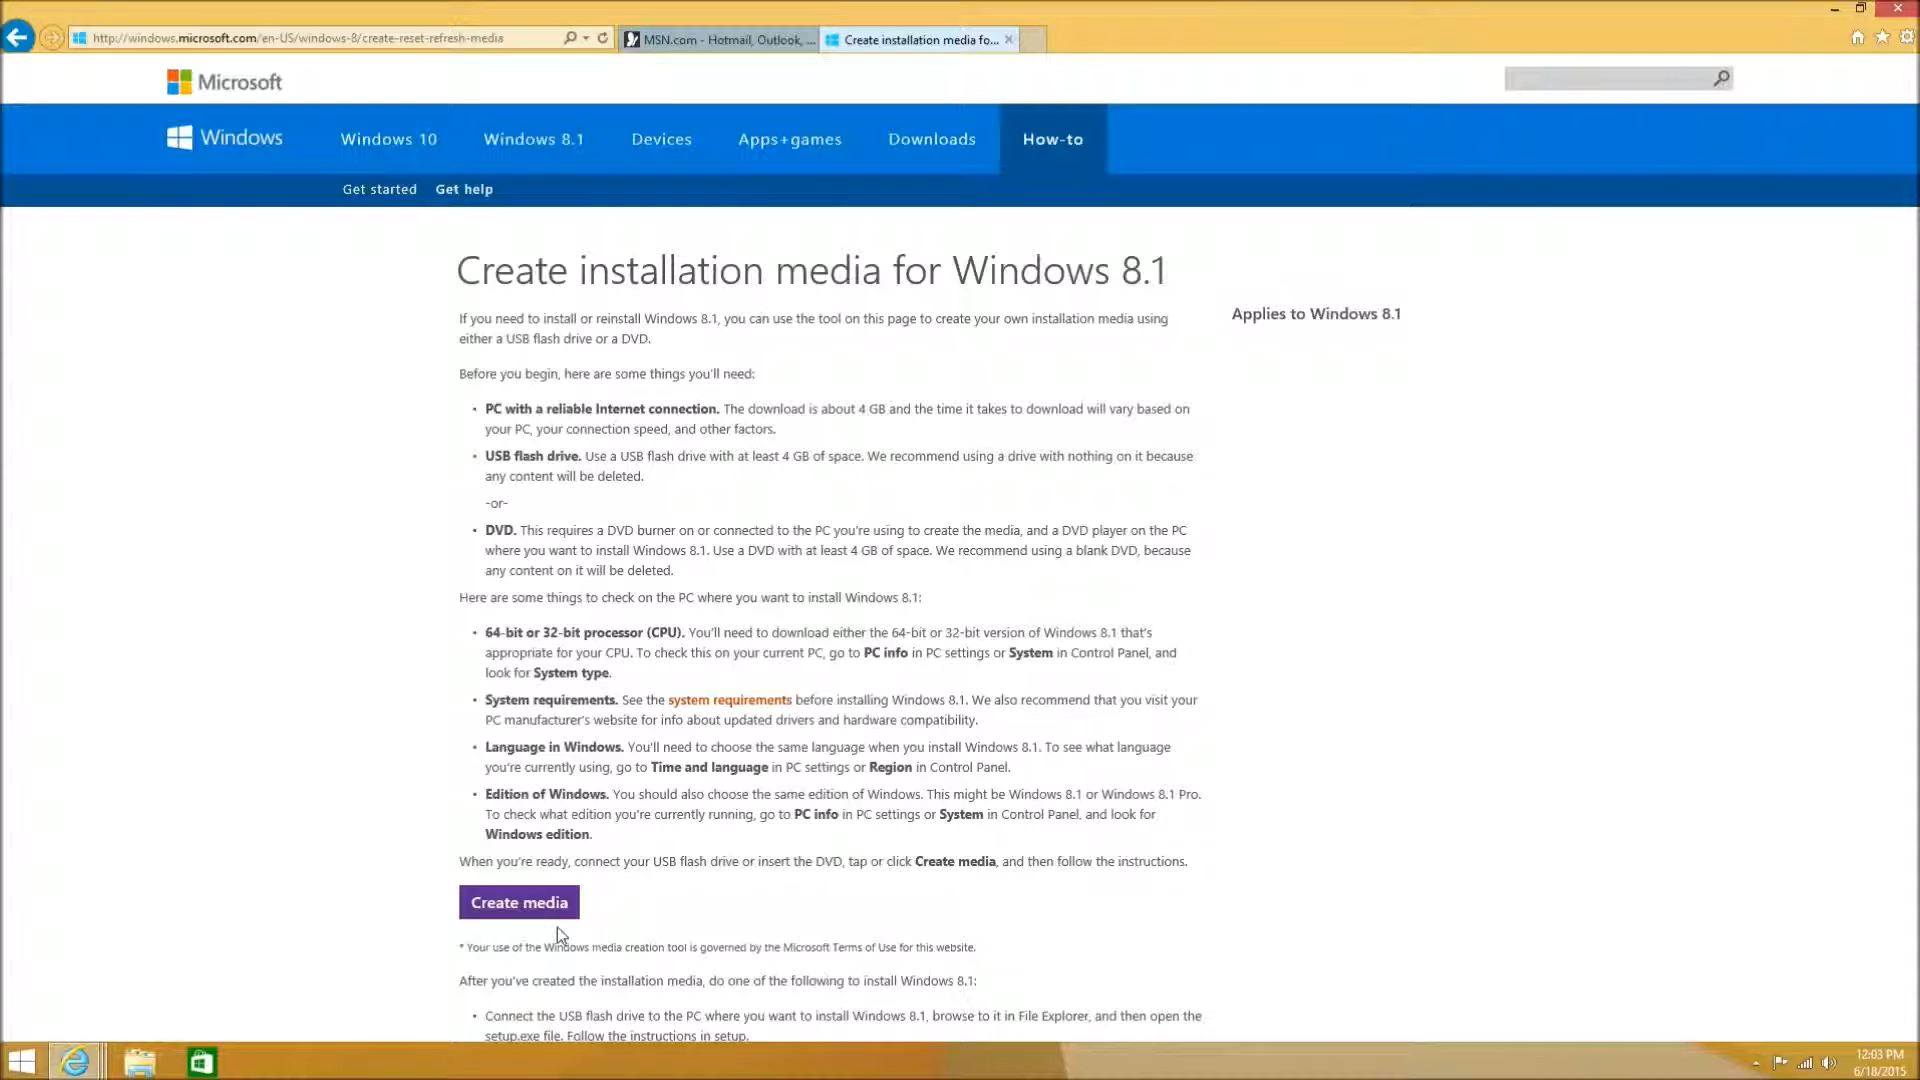 http://windows.microsoft.com/en-US/windows-8/create-reset-refresh-media
MSN.com - Hotmail, Outlook, ...
Create installation media fo...
Microsoft
Windows
Windows 10
Windows 8.1
Devices
Apps+games
Downloads
How-to
Get started
Get help
Create installation media for Windows 8.1
Applies to Windows 8.1
If you need to install or reinstall Windows 8.1, you can use the tool on this page to create your own installation media using
either a USB flash drive or a DVD.
Before you begin, here are some things you'll need:
• PC with a reliable Internet connection. The download is about 4 GB and the time it takes to download will vary based on
your PC, your connection speed, and other factors.
• USB flash drive. Use a USB flash drive with at least 4 GB of space. We recommend using a drive with nothing on it because
any content will be deleted.
-or-
• DVD. This requires a DVD burner on or connected to the PC you're using to create the media, and a DVD player on the PC
where you want to install Windows 8.1. Use a DVD with at least 4 GB of space. We recommend using a blank DVD, because
any content on it will be deleted.
Here are some things to check on the PC where you want to install Windows 8.1:
• 64-bit or 32-bit processor (CPU). You'll need to download either the 64-bit or 32-bit version of Windows 8.1 that's
appropriate for your CPU. To check this on your current PC, go to PC info in PC settings or System in Control Panel, and
look for System type.
• System requirements. See the system requirements before installing Windows 8.1. We also recommend that you visit your
PC manufacturer's website for info about updated drivers and hardware compatibility.
• Language in Windows. You'll need to choose the same language when you install Windows 8.1. To see what language
you're currently using, go to Time and language in PC settings or Region in Control Panel.
• Edition of Windows. You should also choose the same edition of Windows. This might be Windows 8.1 or Windows 8.1 Pro.
To check what edition you're currently running, go to PC info in PC settings or System in Control Panel, and look for
Windows edition.
When you're ready, connect your USB flash drive or insert the DVD, tap or click Create media, and then follow the instructions.
Create media
* Your use of the Windows media creation tool is governed by the Microsoft Terms of Use for this website.
After you've created the installation media, do one of the following to install Windows 8.1:
• Connect the USB flash drive to the PC where you want to install Windows 8.1, browse to it in File Explorer, and then open the
setup.exe file. Follow the instructions in setup.
12:03 PM
6/18/2015